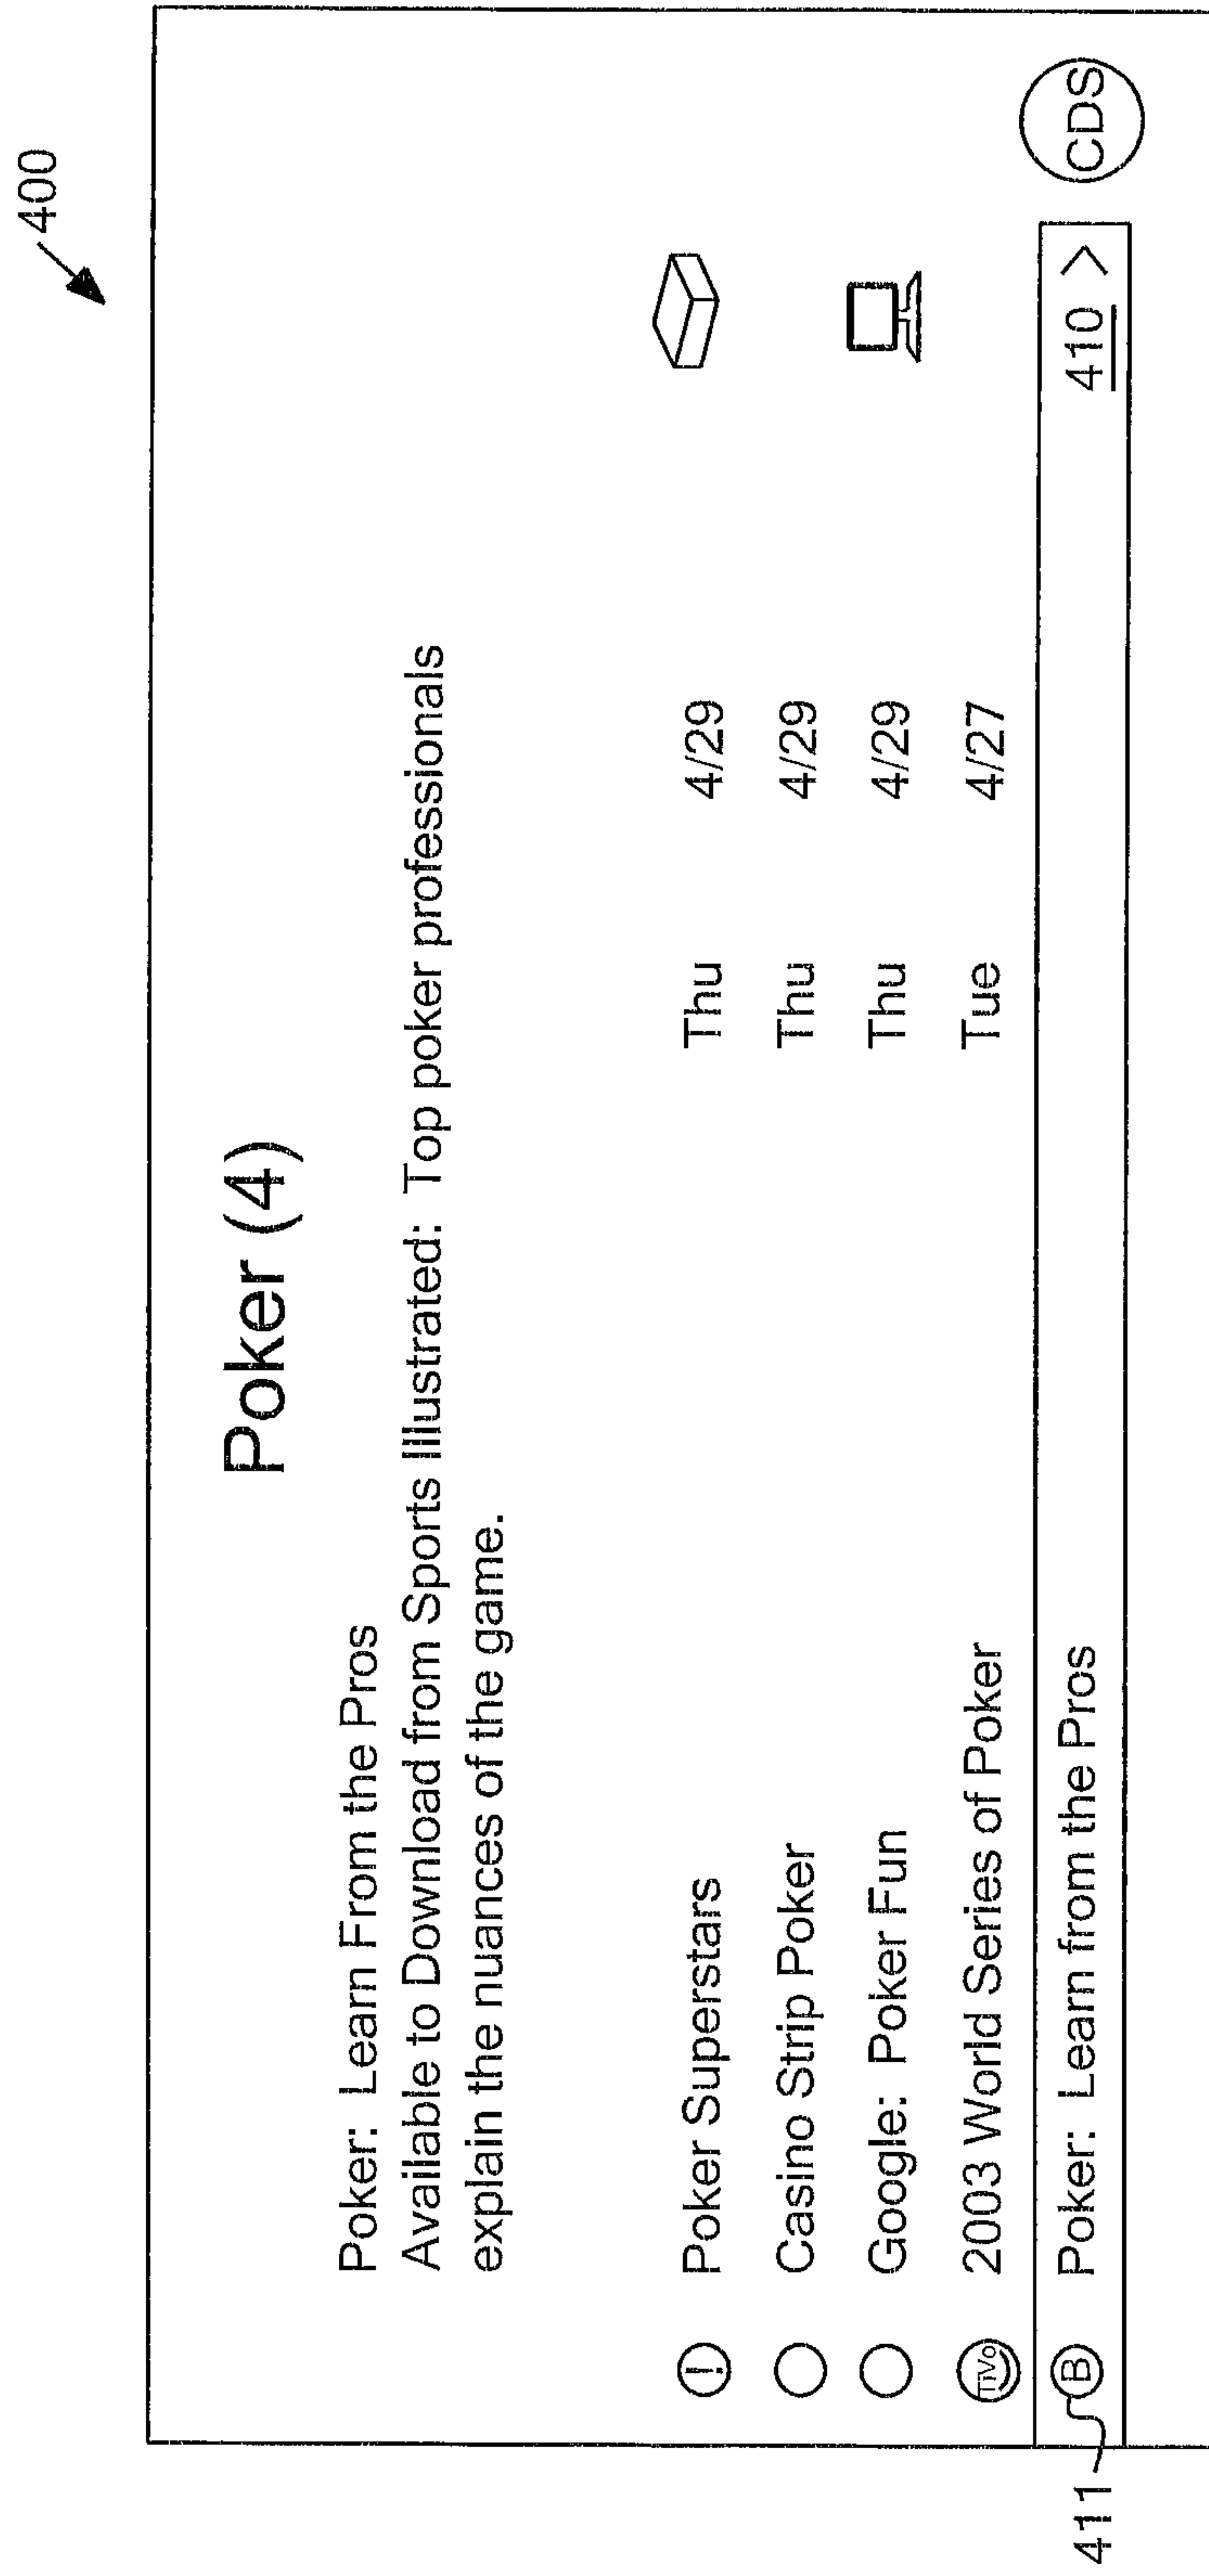 400
Poker (4)
Poker: Learn From the Pros
Available to Download from Sports Illustrated: Top poker professionals
explain the nuances of the game.
! Poker Superstars Thu 4/29
Casino Strip Poker Thu 4/29
Google: Poker Fun Thu 4/29
TiVo 2003 World Series of Poker Tue 4/27
B Poker: Learn from the Pros 410 >
CDS
411